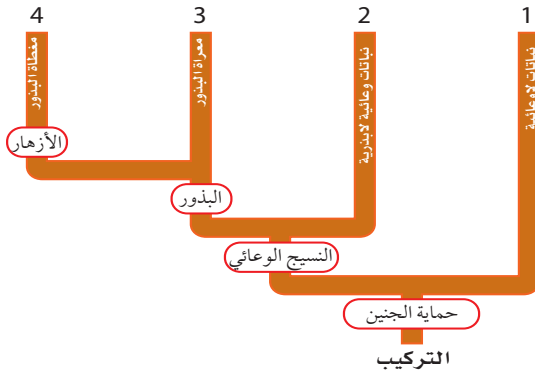 1
2
3
4
نباتات لاوعائية
نباتات وعائية لابذرية
معراة البذور
مغطاة البذور
الأزهار
البذور
النسيج الوعائي
حماية الجنين
التركيب